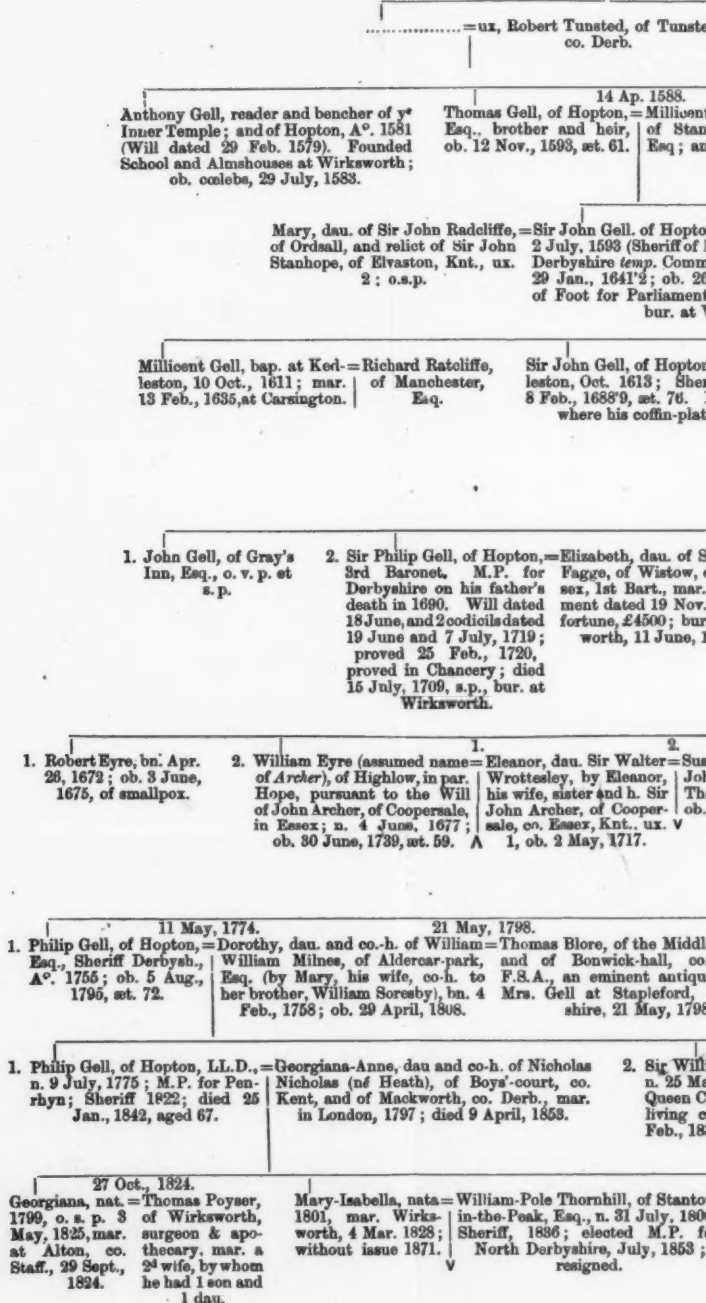 .................. = ux, Robert Tunsted, of Tunste
co. Derb.
Anthony Gell, reader and bencher of yᵉ
Inner Temple; and of Hopton, Aº. 1581
(Will dated 29 Feb. 1579). Founded
School and Almshouses at Wirksworth;
ob. cœlebs, 29 July, 1583.
14 Ap. 1588.
Thomas Gell, of Hopton, = Millicent
Esq., brother and heir, of Stan
ob. 12 Nov., 1593, æt. 61. Esq; an
Mary, dau. of Sir John Radcliffe,
of Ordsall, and relict of Sir John
Stanhope, of Elvaston, Knt., ux.
2; o.s.p.
= Sir John Gell. of Hopto
2 July, 1593 (Sheriff of
Derbyshire temp. Comm
29 Jan., 1641'2; ob. 26
of Foot for Parliament
bur. at
Millicent Gell, bap. at Ked-
leston, 10 Oct., 1611; mar.
13 Feb., 1635, at Carsington.
= Richard Ratcliffe,
of Manchester,
Esq.
Sir John Gell, of Hopton
leston, Oct. 1613; Sher
8 Feb., 1688'9, æt. 76.
where his coffin-plat
1. John Gell, of Gray's
Inn, Esq., o. v. p. et
s. p.
2. Sir Philip Gell, of Hopton,
3rd Baronet. M.P. for
Derbyshire on his father's
death in 1690. Will dated
18 June, and 2 codicils dated
19 June and 7 July, 1719;
proved 25 Feb., 1720,
proved in Chancery; died
15 July, 1709, s.p., bur. at
Wirksworth.
= Elizabeth, dau. of S
Fagge, of Wistow,
sex, 1st Bart., mar.
ment dated 19 Nov.
fortune, £4500; bur
worth, 11 June, 1
1. Robert Eyre, bn. Apr.
26, 1672; ob. 3 June,
1675, of smallpox.
2. William Eyre (assumed name
of Archer), of Highlow, in par.
Hope, pursuant to the Will
of John Archer, of Coopersale,
in Essex; n. 4 June, 1677;
ob. 30 June, 1739, æt. 59.
1.
= Eleanor, dau. Sir Walter
Wrottesley, by Eleanor,
his wife, sister and h. Sir
John Archer, of Cooper-
sale, co. Essex, Knt., ux.
1, ob. 2 May, 1717.
2.
= Sus
Joh
Th
ob.
11 May, 1774.
1. Philip Gell, of Hopton,
Esq., Sheriff Derbysh.,
Aº. 1755; ob. 5 Aug.,
1795, æt. 72.
= Dorothy, dau. and co.-h. of William
William Milnes, of Aldercar-park,
Esq. (by Mary, his wife, co-h. to
her brother, William Soresby), bn. 4
Feb., 1758; ob. 29 April, 1808.
21 May, 1798.
= Thomas Blore, of the Middl
and of Bonwick-hall, co.
F.S.A., an eminent antiqu
Mrs. Gell at Stapleford,
shire, 21 May, 1798
1. Philip Gell, of Hopton, LL.D.,
n. 9 July, 1775; M.P. for Pen-
rhyn; Sheriff 1822; died 25
Jan., 1842, aged 67.
= Georgiana-Anne, dau and co-h. of Nicholas
Nicholas (né Heath), of Boys'-court, co.
Kent, and of Mackworth, co. Derb., mar.
in London, 1797; died 9 April, 1853.
2. Sir Will
n. 25 Ma
Queen C
living
Feb., 183
27 Oct., 1824.
Georgiana, nat.
1799, o. s. p. 3
May, 1825, mar.
at Alton, co.
Staff., 29 Sept.,
1824.
= Thomas Poyser,
of Wirksworth,
surgeon & apo-
thecary. mar. a
2ᵈ wife, by whom
he had 1 son and
1 dau.
Mary-Isabella, nata
1801, mar. Wirks-
worth, 4 Mar. 1828;
without issue 1871.
= William-Pole Thornhill, of Stanto
in-the-Peak, Esq., n. 31 July, 180
Sheriff, 1836; elected M.P. f
North Derbyshire, July, 1853;
resigned.